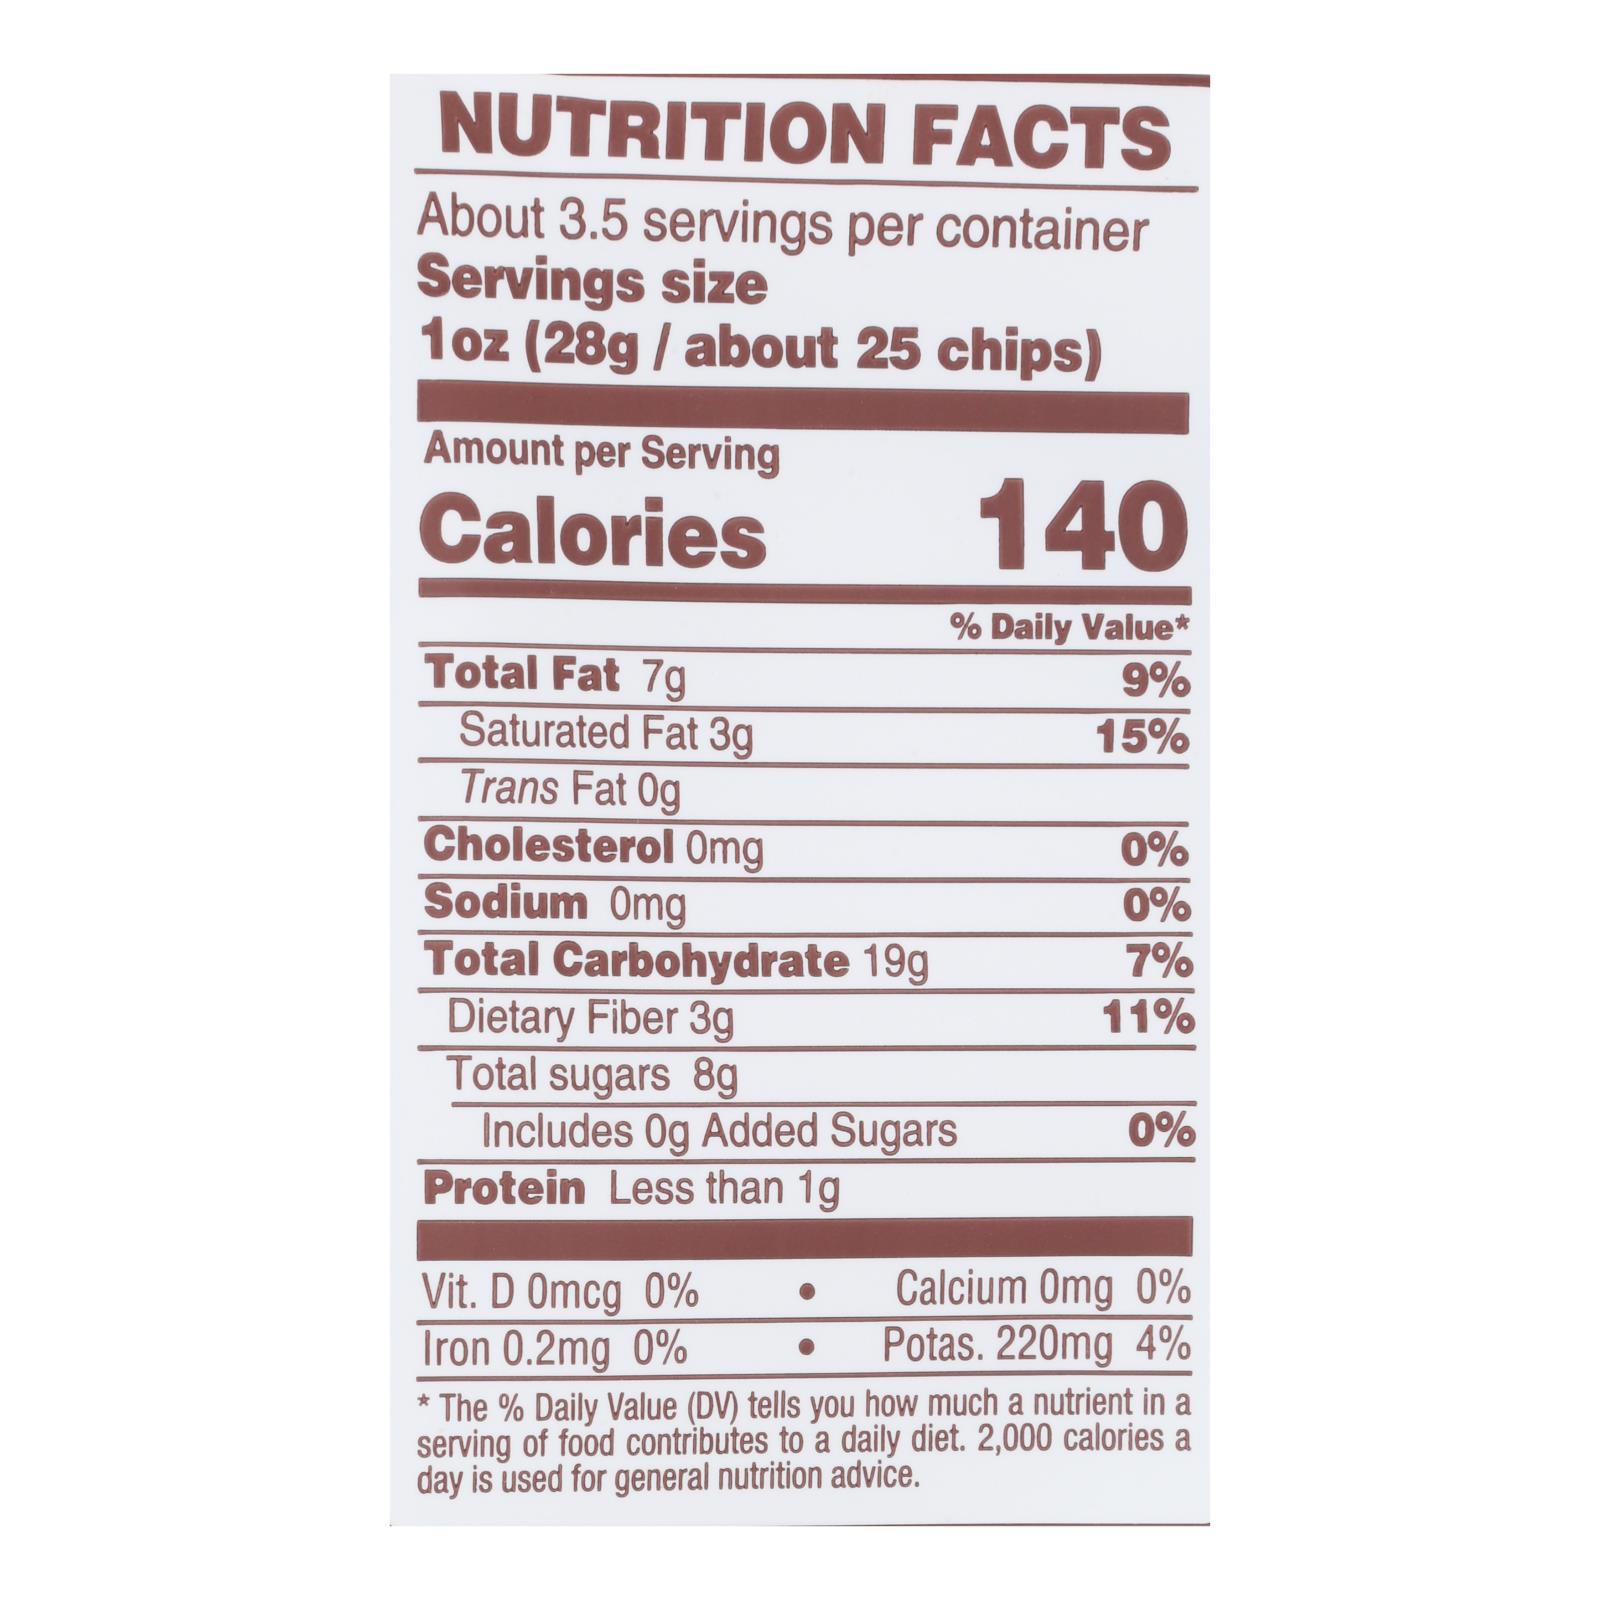 NUTRITION FACTS
About 3.5 servings per container
Servings size
1oz (28g / about 25 chips)
Amount per Serving
Calories 140
% Daily Value*
Total Fat 7g 9%
Saturated Fat 3g 15%
Trans Fat 0g
Cholesterol 0mg 0%
Sodium 0mg 0%
Total Carbohydrate 19g 7%
Dietary Fiber 3g 11%
Total sugars 8g
Includes 0g Added Sugars 0%
Protein Less than 1g
Vit. D 0mcg 0% • Calcium 0mg 0%
Iron 0.2mg 0% • Potas. 220mg 4%
* The % Daily Value (DV) tells you how much a nutrient in a
serving of food contributes to a daily diet. 2,000 calories a
day is used for general nutrition advice.